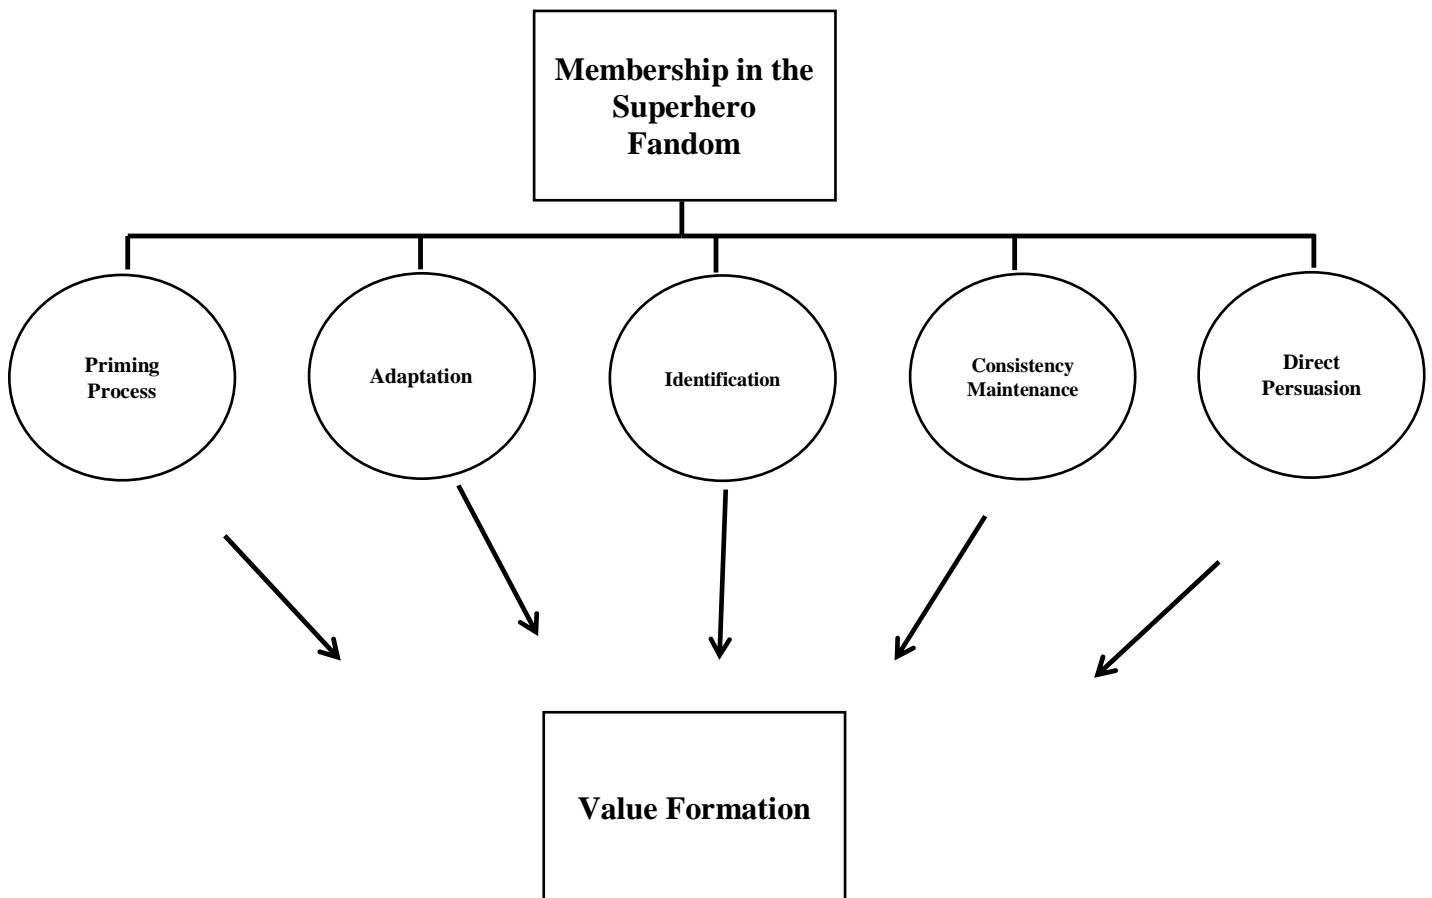 Membership in the
Superhero
Fandom
Priming
Process
Adaptation
Identification
Consistency
Maintenance
Direct
Persuasion
Value Formation